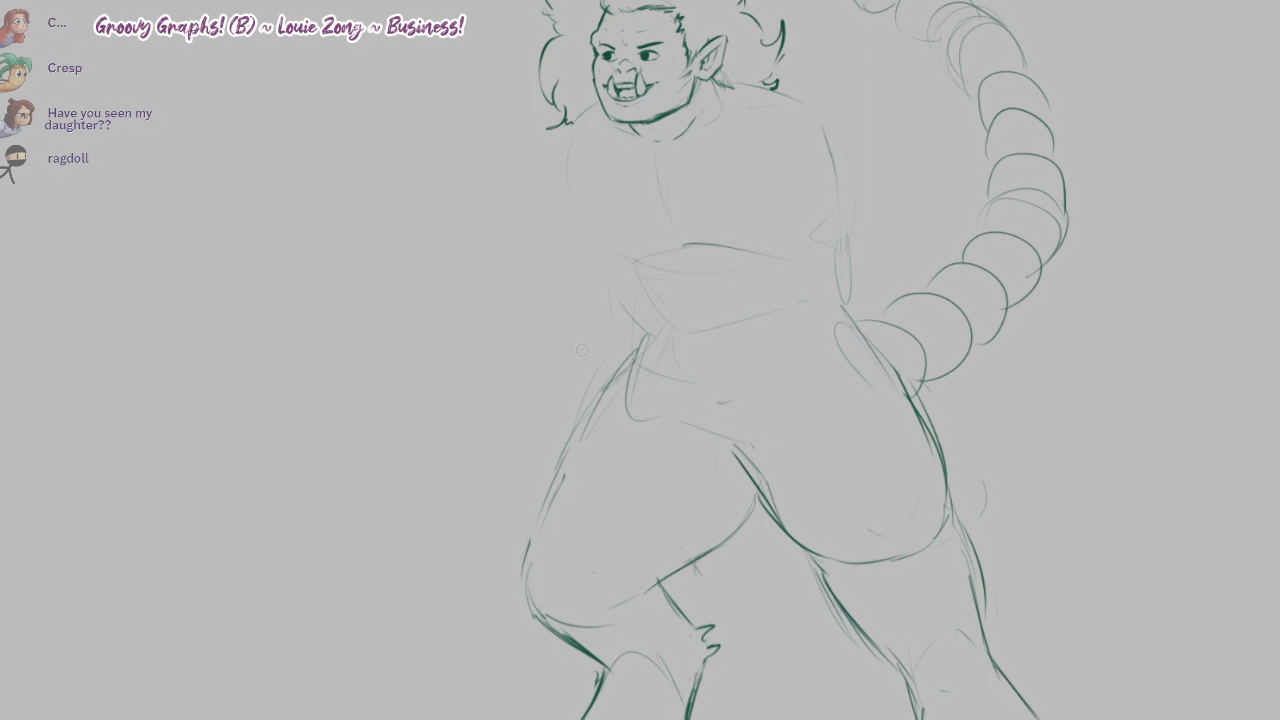 Groovy Graphs! (B) ~ Louie Zong ~ Business!
C...
Cresp
Have you seen my
daughter??
ragdoll